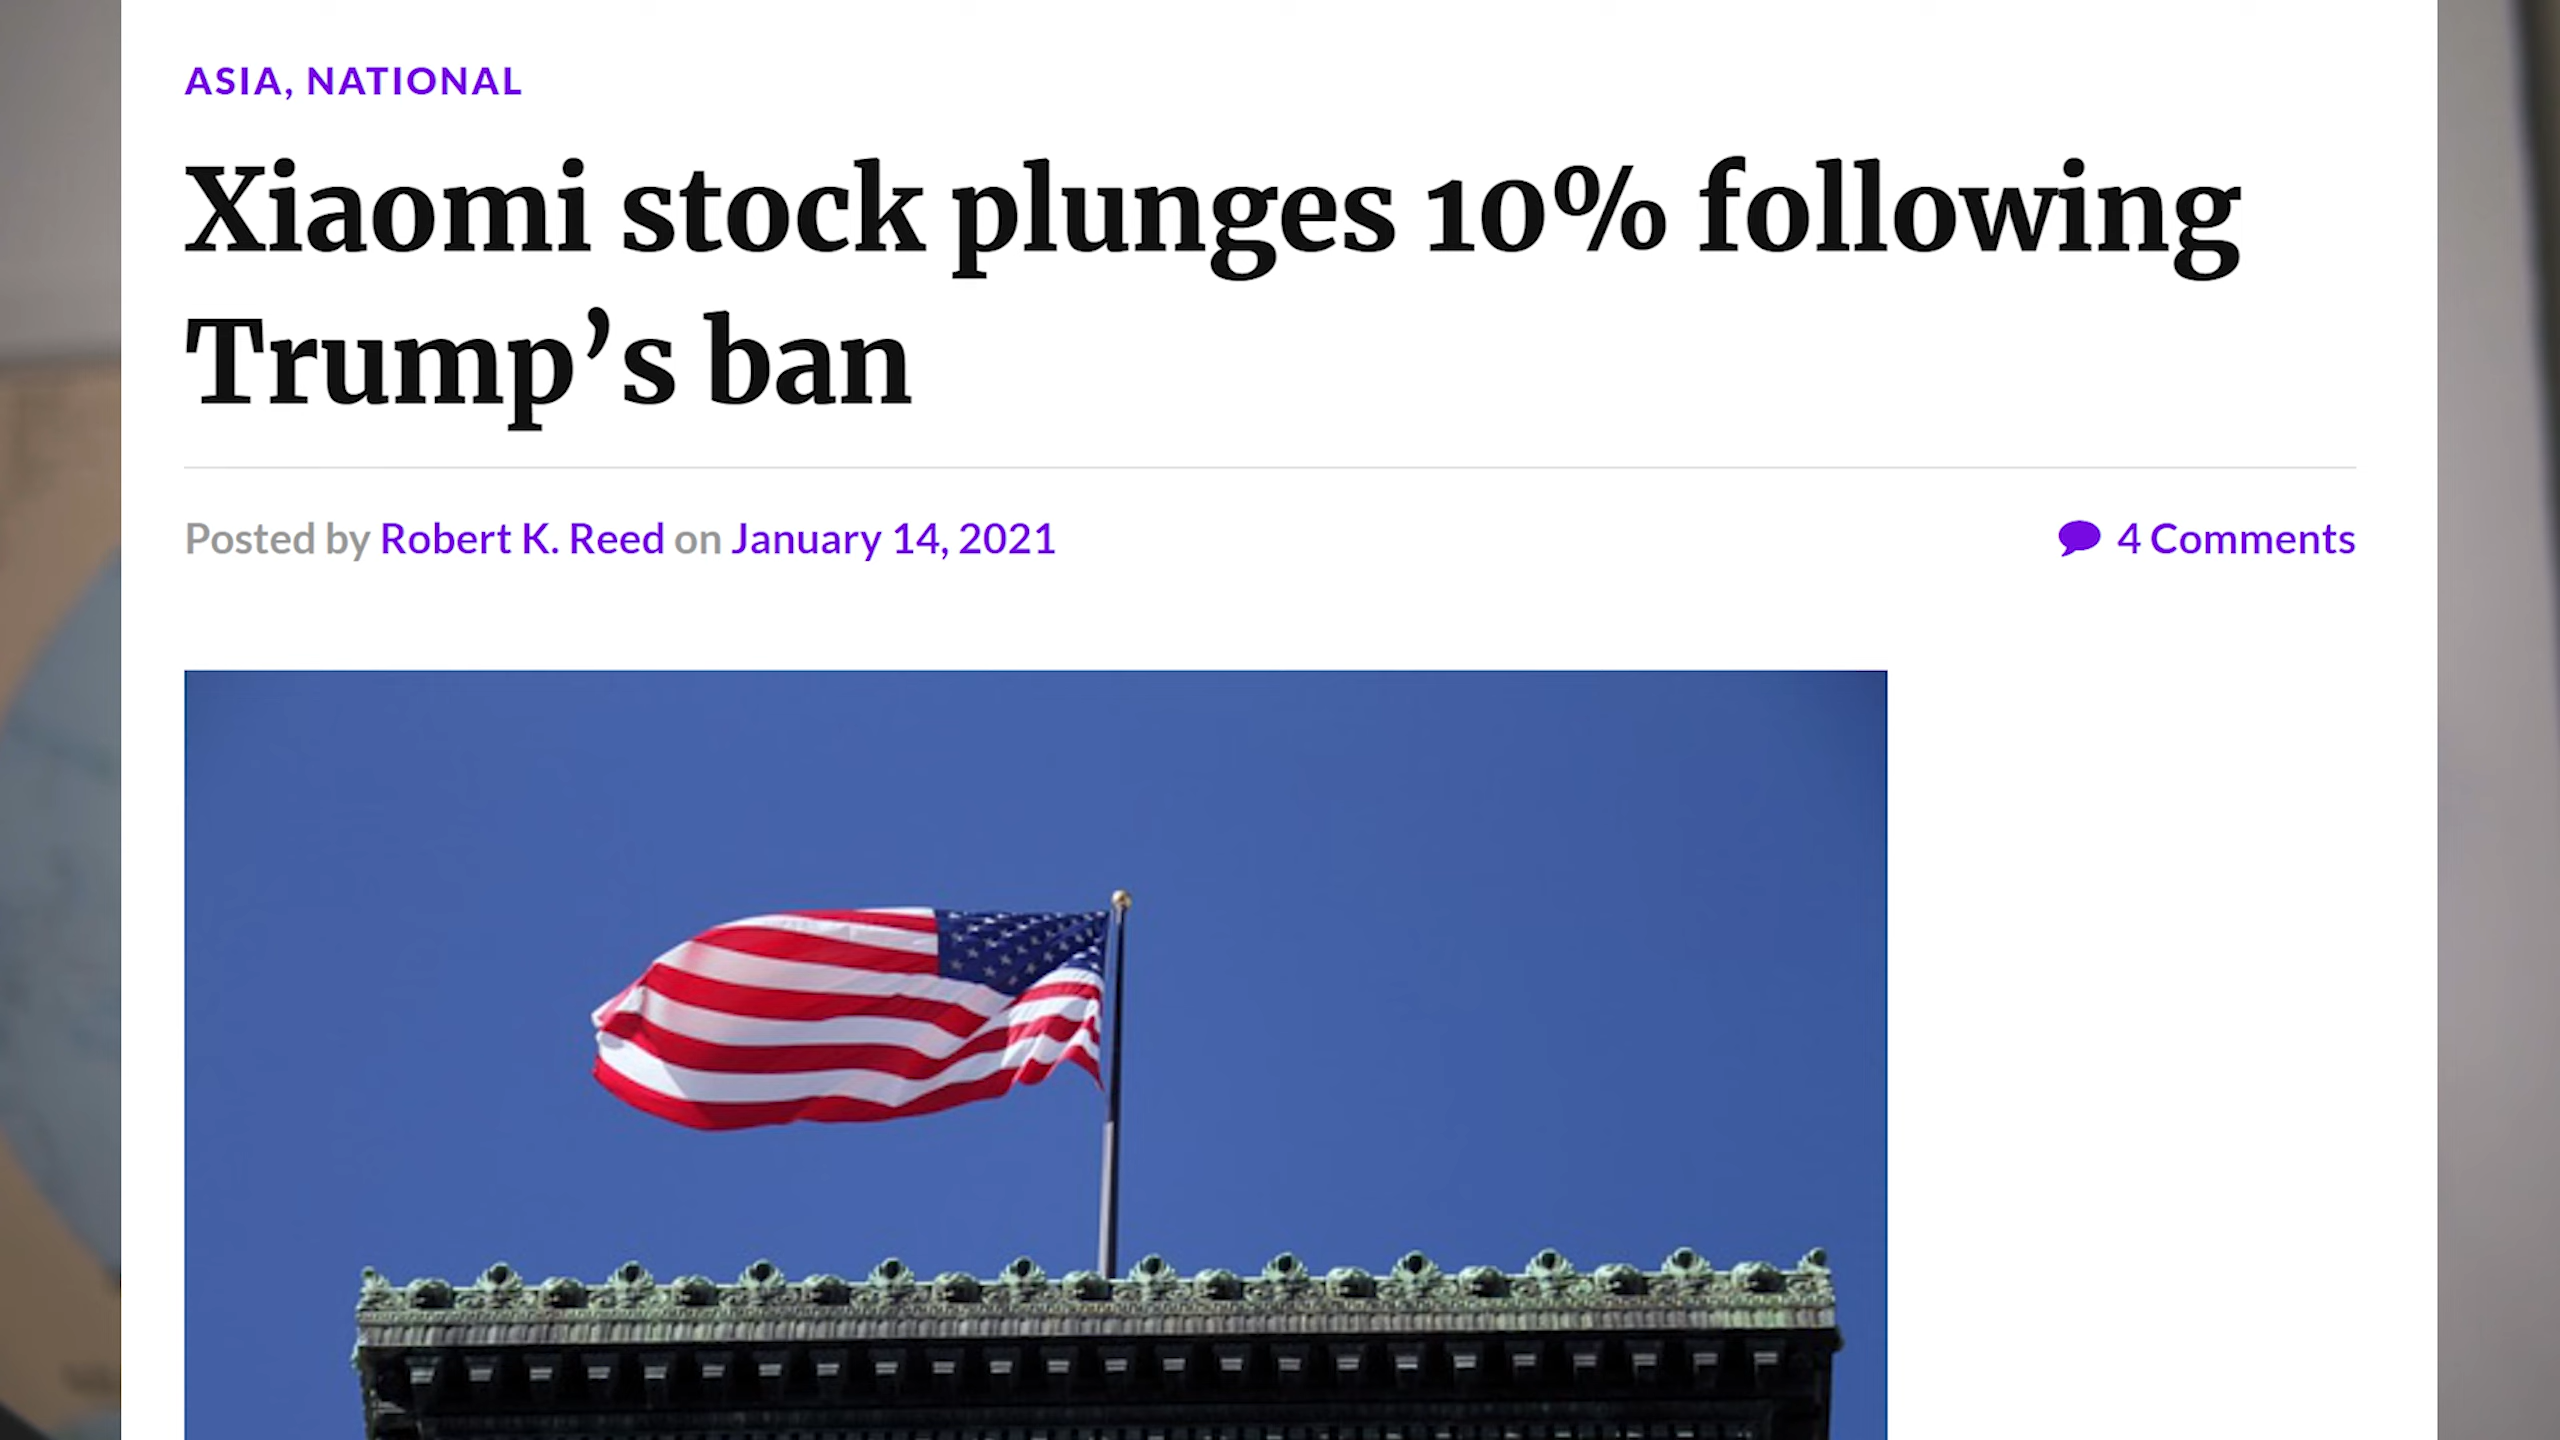 ASIA, NATIONAL
Xiaomi stock plunges 10% following
Trump’s ban
Posted by Robert K. Reed on January 14, 2021
4 Comments